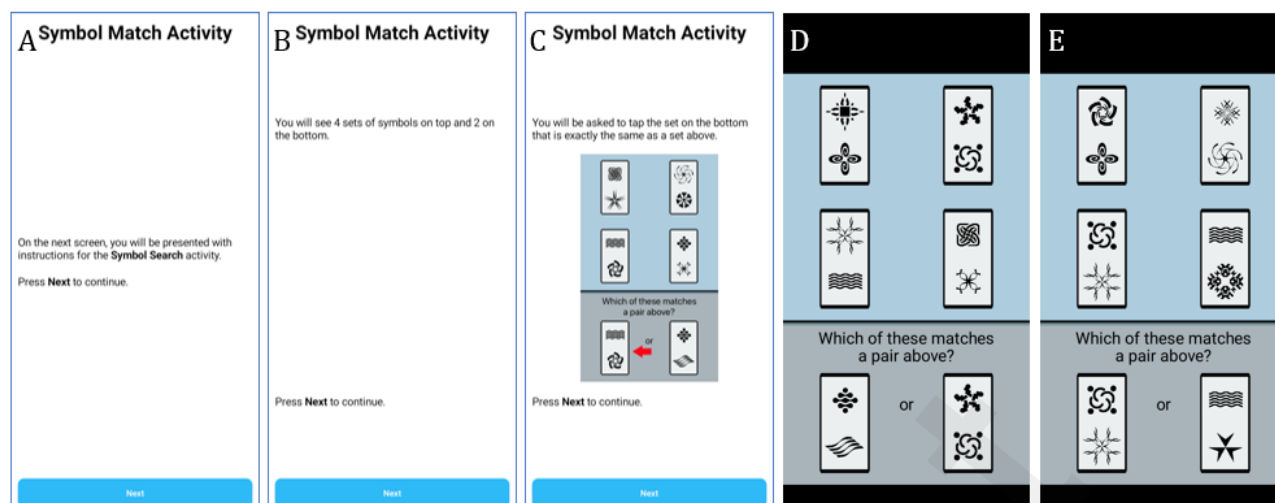 A Symbol Match Activity
On the next screen, you will be presented with
instructions for the Symbol Search activity.
Press Next to continue.
Next
B Symbol Match Activity
You will see 4 sets of symbols on top and 2 on
the bottom.
Press Next to continue.
Next
C Symbol Match Activity
You will be asked to tap the set on the bottom
that is exactly the same as a set above.
Which of these matches
a pair above?
or
Press Next to continue.
Next
D
Which of these matches
a pair above?
or
E
Which of these matches
a pair above?
or